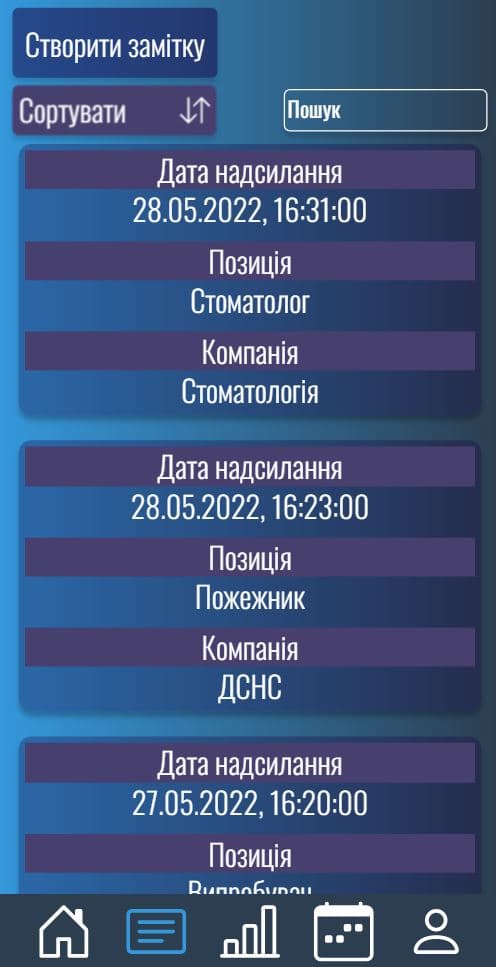 Створити замітку
Сортувати
Пошук
Дата надсилання
28.05.2022, 16:31:00
Позиція
Стоматолог
Компанія
Стоматологія
Дата надсилання
28.05.2022, 16:23:00
Позиція
Пожежник
Компанія
ДСНС
Дата надсилання
27.05.2022, 16:20:00
Позиція
Випробувач